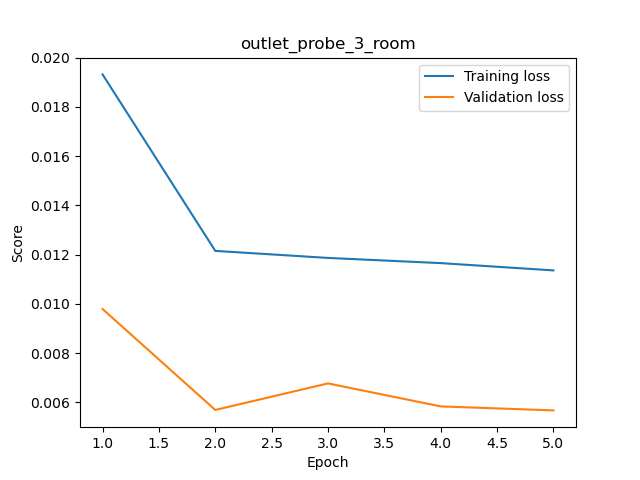 outlet_probe_3_room
Training loss
Validation loss
Score
0.020
0.018
0.016
0.014
0.012
0.010
0.008
0.006
1.0 1.5 2.0 2.5 3.0 3.5 4.0 4.5 5.0
Epoch